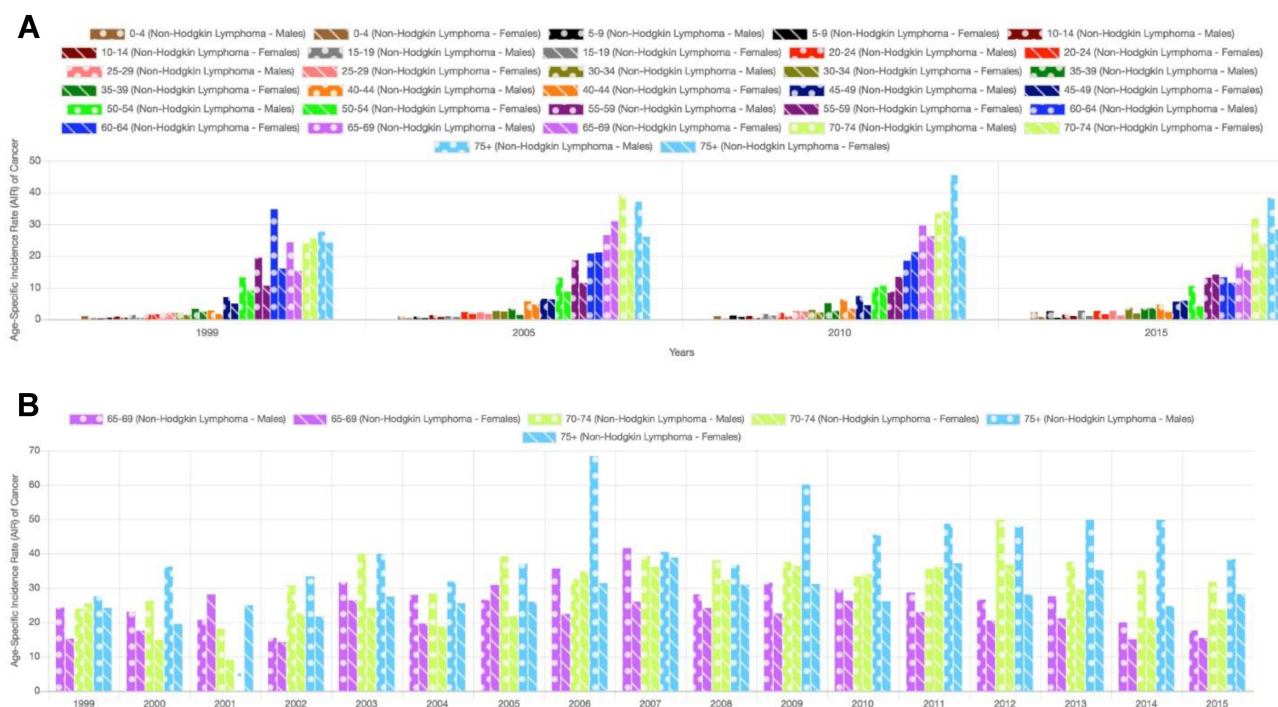 A
0-4 (Non-Hodgkin Lymphoma - Males) 0-4 (Non-Hodgkin Lymphoma - Females) 5-9 (Non-Hodgkin Lymphoma - Males) 5-9 (Non-Hodgkin Lymphoma - Females) 10-14 (Non-Hodgkin Lymphoma - Males)
10-14 (Non-Hodgkin Lymphoma - Females) 15-19 (Non-Hodgkin Lymphoma - Males) 15-19 (Non-Hodgkin Lymphoma - Females) 20-24 (Non-Hodgkin Lymphoma - Males) 20-24 (Non-Hodgkin Lymphoma - Females)
25-29 (Non-Hodgkin Lymphoma - Males) 25-29 (Non-Hodgkin Lymphoma - Females) 30-34 (Non-Hodgkin Lymphoma - Males) 30-34 (Non-Hodgkin Lymphoma - Females) 35-39 (Non-Hodgkin Lymphoma - Males)
35-39 (Non-Hodgkin Lymphoma - Females) 40-44 (Non-Hodgkin Lymphoma - Males) 40-44 (Non-Hodgkin Lymphoma - Females) 45-49 (Non-Hodgkin Lymphoma - Males) 45-49 (Non-Hodgkin Lymphoma - Females)
50-54 (Non-Hodgkin Lymphoma - Males) 50-54 (Non-Hodgkin Lymphoma - Females) 55-59 (Non-Hodgkin Lymphoma - Males) 55-59 (Non-Hodgkin Lymphoma - Females) 60-64 (Non-Hodgkin Lymphoma - Males)
60-64 (Non-Hodgkin Lymphoma - Females) 65-69 (Non-Hodgkin Lymphoma - Males) 65-69 (Non-Hodgkin Lymphoma - Females) 70-74 (Non-Hodgkin Lymphoma - Males) 70-74 (Non-Hodgkin Lymphoma - Females)
75+ (Non-Hodgkin Lymphoma - Males) 75+ (Non-Hodgkin Lymphoma - Females)
Age-Specific Incidence Rate (AIR) of Cancer
50
40
30
20
10
0
1999 2005 2010 2015
Years
B
65-69 (Non-Hodgkin Lymphoma - Males) 65-69 (Non-Hodgkin Lymphoma - Females) 70-74 (Non-Hodgkin Lymphoma - Males) 70-74 (Non-Hodgkin Lymphoma - Females) 75+ (Non-Hodgkin Lymphoma - Males)
75+ (Non-Hodgkin Lymphoma - Females)
Age-Specific Incidence Rate (AIR) of Cancer
70
60
50
40
30
20
10
0
1999 2000 2001 2002 2003 2004 2005 2006 2007 2008 2009 2010 2011 2012 2013 2014 2015